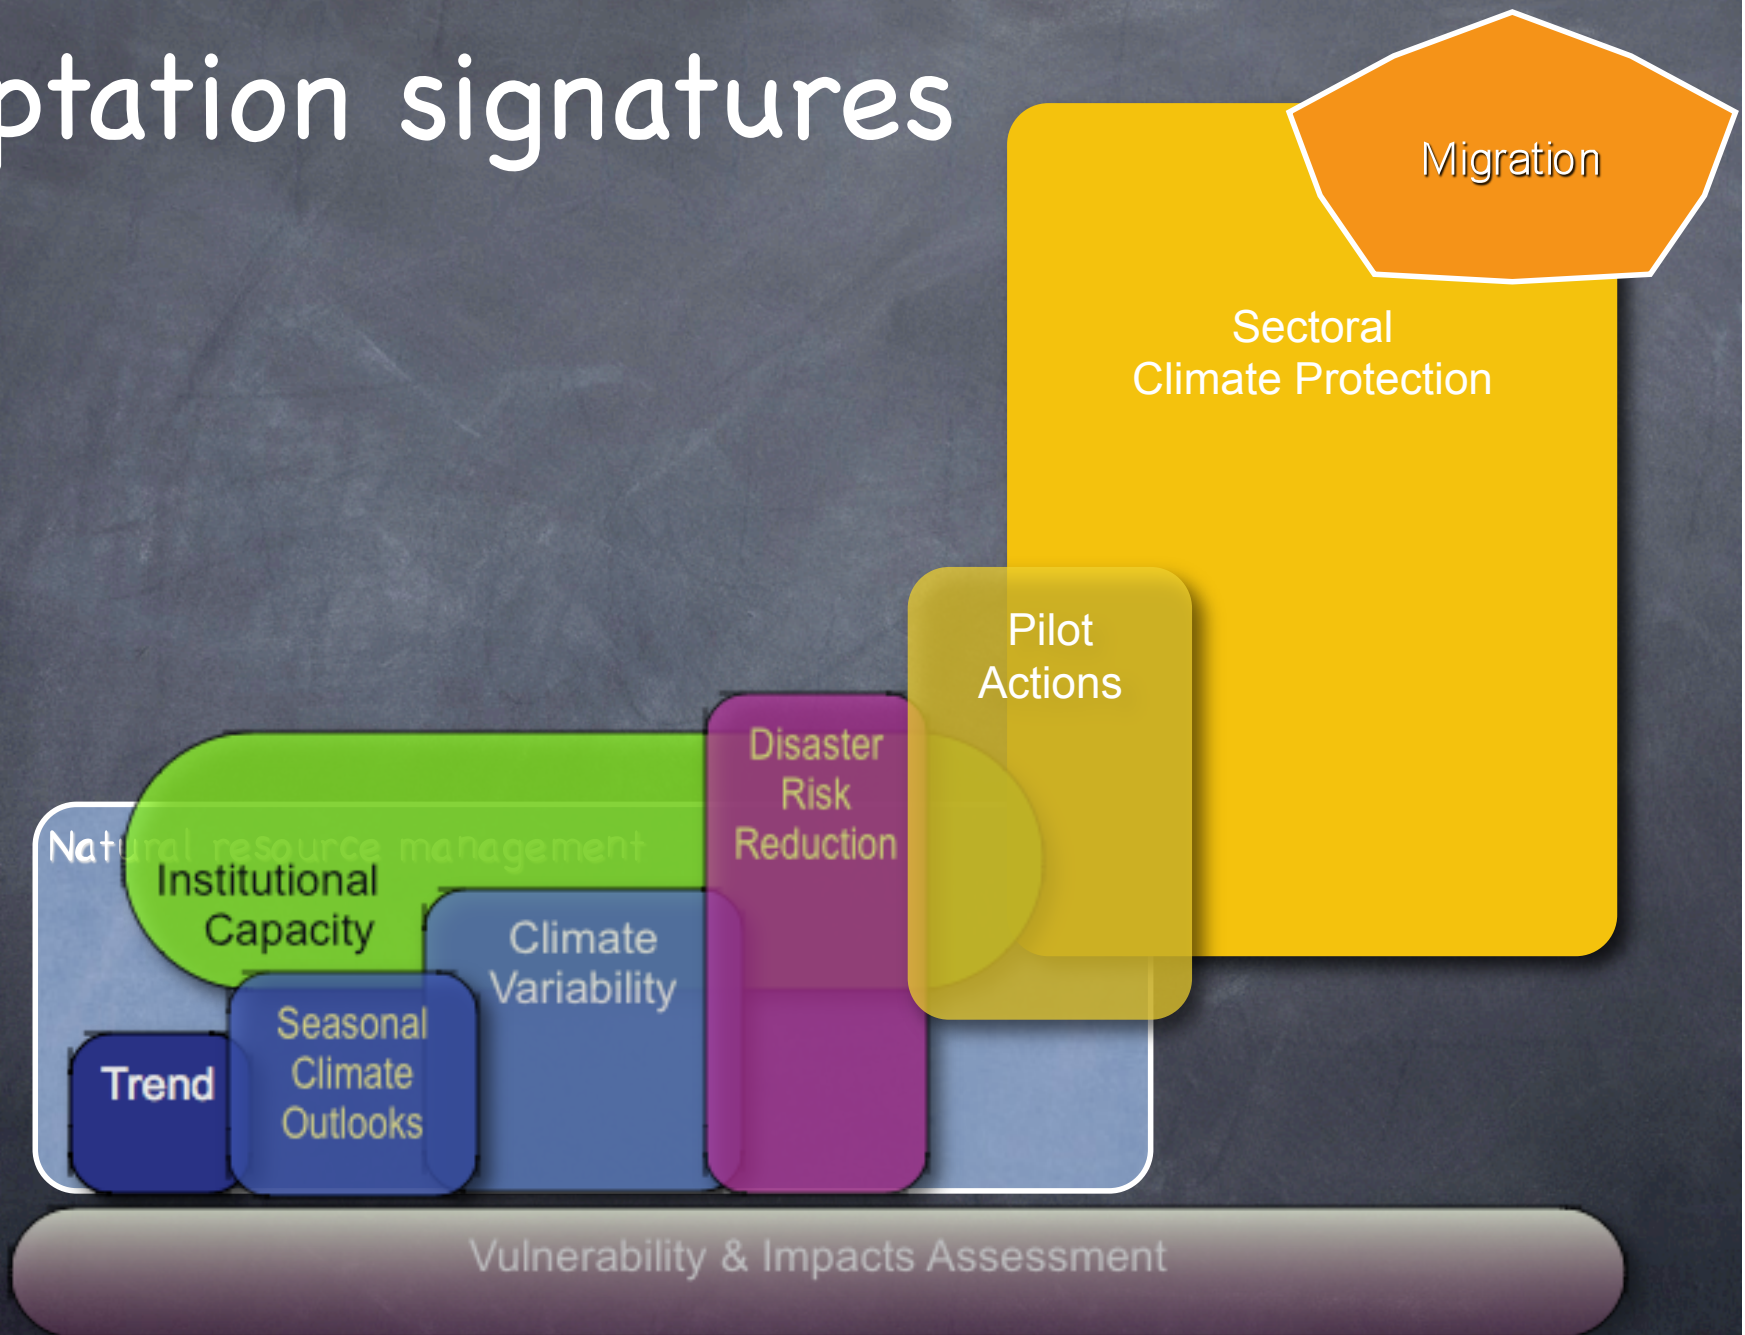 ptation signatures
Migration
Sectoral
Climate Protection
Pilot
Actions
Disaster
Risk
Reduction
Natural resource management
Institutional
Capacity
Climate
Variability
Seasonal
Climate
Outlooks
Trend
Vulnerability & Impacts Assessment